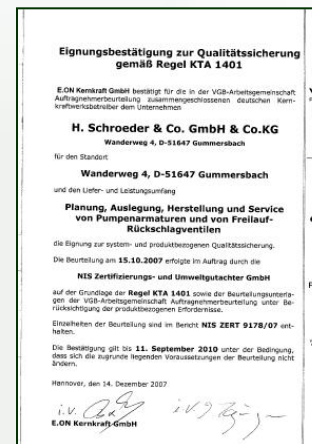 Eignungsbestätigung zur Qualitätssicherung
gemäß Regel KTA 1401
E.ON Kernkraft GmbH bestätigt für die in der VGB-Arbeitsgemeinschaft
Auftragnehmerbeurteilung zusammengeschlossenen deutschen Kern-
kraftwerksbetreiber dem Unternehmen
H. Schroeder & Co. GmbH & Co.KG
Wanderweg 4, D-51647 Gummersbach
für den Standort
Wanderweg 4, D-51647 Gummersbach
und den Liefer- und Leistungsumfang
Planung, Auslegung, Herstellung und Service
von Pumpenarmaturen und von Freilauf-
Rückschlagventilen
die Eignung zur system- und produktbezogenen Qualitätssicherung.
Die Beurteilung am 15.10.2007 erfolgte im Auftrag durch die
NIS Zertifizierungs- und Umweltgutachter GmbH
auf der Grundlage der Regel KTA 1401 sowie der Beurteilungsunterla-
gen der VGB-Arbeitsgemeinschaft Auftragnehmerbeurteilung unter Be-
rücksichtigung der produktbezogenen Erfordernisse.
Einzelheiten der Beurteilung sind im Bericht NIS ZERT 9178/07 ent-
halten.
Die Bestätigung gilt bis 11. September 2010 unter der Bedingung,
dass sich die zugrunde liegenden Voraussetzungen der Beurteilung nicht
ändern.
Hannover, den 14. Dezember 2007
i.V. i.V.
E.ON Kernkraft GmbH